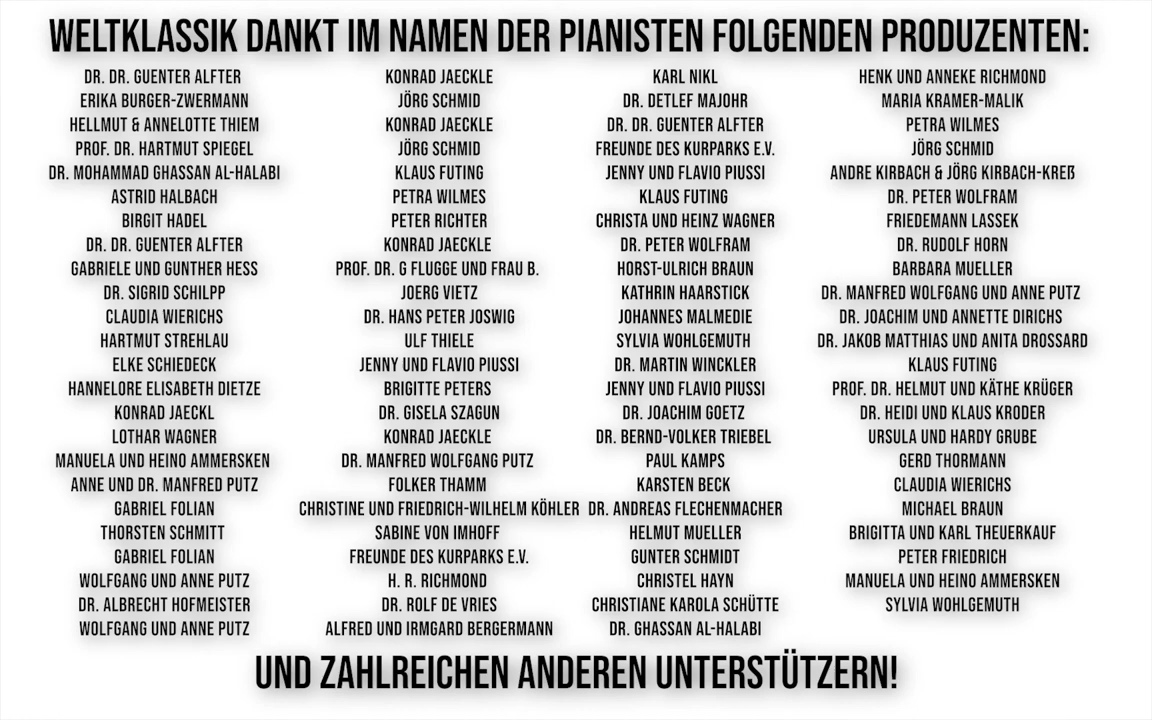 WELTKLASSIK DANKT IM NAMEN DER PIANISTEN FOLGENDEN PRODUZENTEN:
DR. DR. GUENTER ALFTER
ERIKA BURGER-ZWERMANN
HELLMUT & ANNELOTTE THIEM
PROF. DR. HARTMUT SPIEGEL
DR. MOHAMMAD GHASSAN AL-HALABI
ASTRID HALBACH
BIRGIT HADEL
DR. DR. GUENTER ALFTER
GABRIELE UND GUNTHER HESS
DR. SIGRID SCHILPP
CLAUDIA WIERICHS
HARTMUT STREHLAU
ELKE SCHIEDECK
HANNELORE ELISABETH DIETZE
KONRAD JAECKL
LOTHAR WAGNER
MANUELA UND HEINO AMMERSKEN
ANNE UND DR. MANFRED PUTZ
GABRIEL FOLIAN
THORSTEN SCHMITT
GABRIEL FOLIAN
WOLFGANG UND ANNE PUTZ
DR. ALBRECHT HOFMEISTER
WOLFGANG UND ANNE PUTZ
KONRAD JAECKLE
JÖRG SCHMID
KONRAD JAECKLE
JÖRG SCHMID
KLAUS FUTING
PETRA WILMES
PETER RICHTER
KONRAD JAECKLE
PROF. DR. G FLUGGE UND FRAU B.
JOERG VIETZ
DR. HANS PETER JOSWIG
ULF THIELE
JENNY UND FLAVIO PIUSSI
BRIGITTE PETERS
DR. GISELA SZAGUN
KONRAD JAECKLE
DR. MANFRED WOLFGANG PUTZ
FOLKER THAMM
CHRISTINE UND FRIEDRICH-WILHELM KÖHLER
SABINE VON IMHOFF
FREUNDE DES KURPARKS E.V.
H. R. RICHMOND
DR. ROLF DE VRIES
ALFRED UND IRMGARD BERGERMANN
KARL NIKL
DR. DETLEF MAJOHR
DR. DR. GUENTER ALFTER
FREUNDE DES KURPARKS E.V.
JENNY UND FLAVIO PIUSSI
KLAUS FUTING
CHRISTA UND HEINZ WAGNER
DR. PETER WOLFRAM
HORST-ULRICH BRAUN
KATHRIN HAARSTICK
JOHANNES MALMEDIE
SYLVIA WOHLGEMUTH
DR. MARTIN WINCKLER
JENNY UND FLAVIO PIUSSI
DR. JOACHIM GOETZ
DR. BERND-VOLKER TRIEBEL
PAUL KAMPS
KARSTEN BECK
DR. ANDREAS FLECHENMACHER
HELMUT MUELLER
GUNTER SCHMIDT
CHRISTEL HAYN
CHRISTIANE KAROLA SCHÜTTE
DR. GHASSAN AL-HALABI
HENK UND ANNEKE RICHMOND
MARIA KRAMER-MALIK
PETRA WILMES
JÖRG SCHMID
ANDRE KIRBACH & JÖRG KIRBACH-KREß
DR. PETER WOLFRAM
FRIEDEMANN LASSEK
DR. RUDOLF HORN
BARBARA MUELLER
DR. MANFRED WOLFGANG UND ANNE PUTZ
DR. JOACHIM UND ANNETTE DIRICHS
DR. JAKOB MATTHIAS UND ANITA DROSSARD
KLAUS FUTING
PROF. DR. HELMUT UND KÄTHE KRÜGER
DR. HEIDI UND KLAUS KRODER
URSULA UND HARDY GRUBE
GERD THORMANN
CLAUDIA WIERICHS
MICHAEL BRAUN
BRIGITTA UND KARL THEUERKAUF
PETER FRIEDRICH
MANUELA UND HEINO AMMERSKEN
SYLVIA WOHLGEMUTH
UND ZAHLREICHEN ANDEREN UNTERSTÜTZERN!